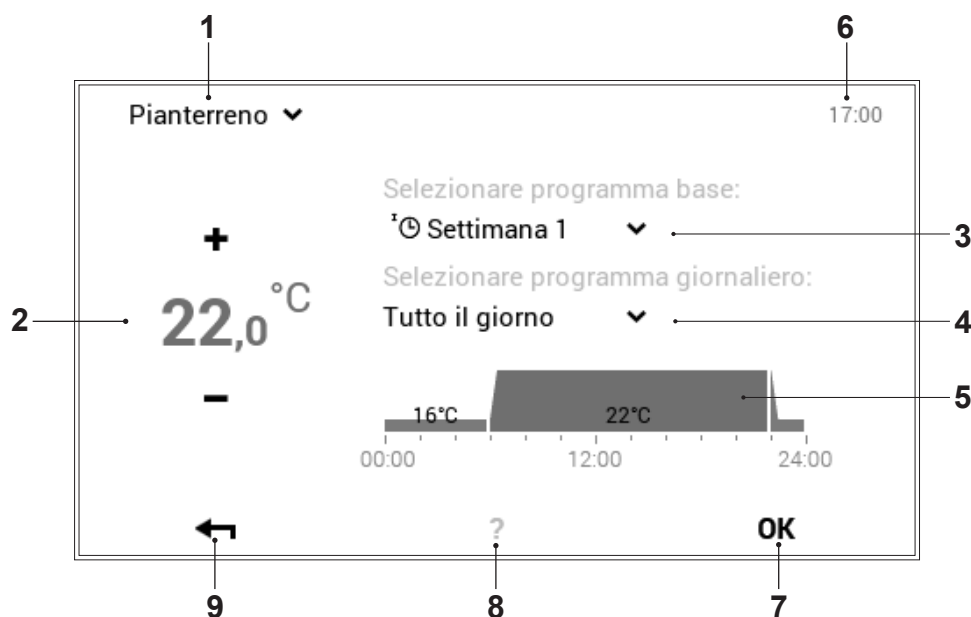 1 6
Pianterreno
17:00
Selezionare programma base:
Settimana 1
3
Selezionare programma giornaliero:
2
22,0 °C
Tutto il giorno
4
16°C 22°C
5
00:00 12:00 24:00
? OK
9 8 7